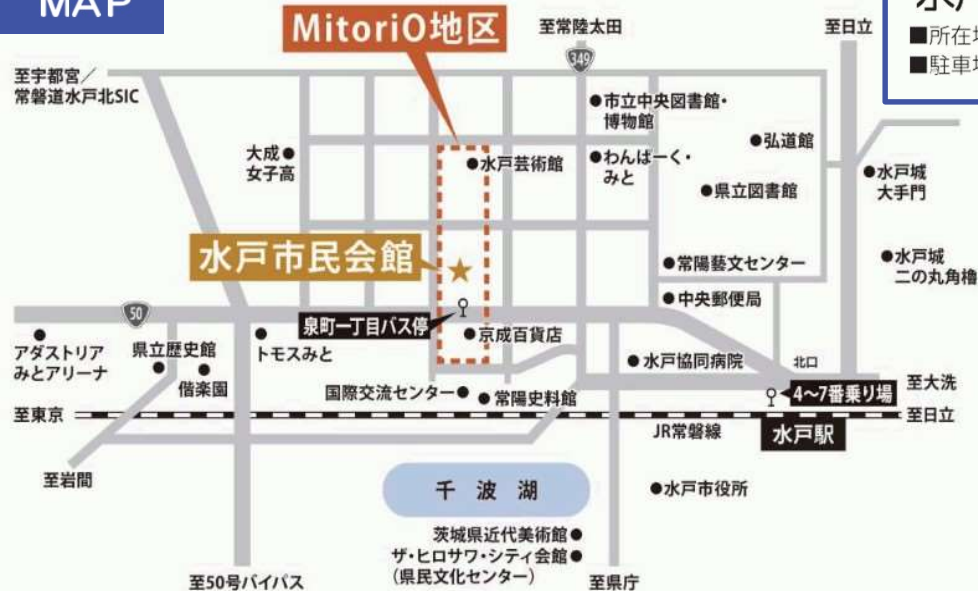 MAP
MitoriO地区
至常陸太田
至日立
水戸
■所在
■駐車
349
至宇都宮／
常磐道水戸北SIC
●市立中央図書館・
博物館
●弘道館
大成●
女子高
●水戸芸術館
●わんぱーく・
みと
●県立図書館
●水戸城
大手門
水戸市民会館
●常陽藝文センター
●水戸城
二の丸角櫓
●中央郵便局
50
泉町一丁目バス停
●京成百貨店
アダストリア
みとアリーナ
県立歴史館
トモスみと
偕楽園
●水戸協同病院
北口
国際交流センター●
●常陽史料館
4〜7番乗り場
至大洗
至東京
至日立
JR常磐線
水戸駅
至岩間
千波湖
●水戸市役所
茨城県近代美術館●
ザ・ヒロサワ・シティ会館●
（県民文化センター）
至50号バイパス
至県庁